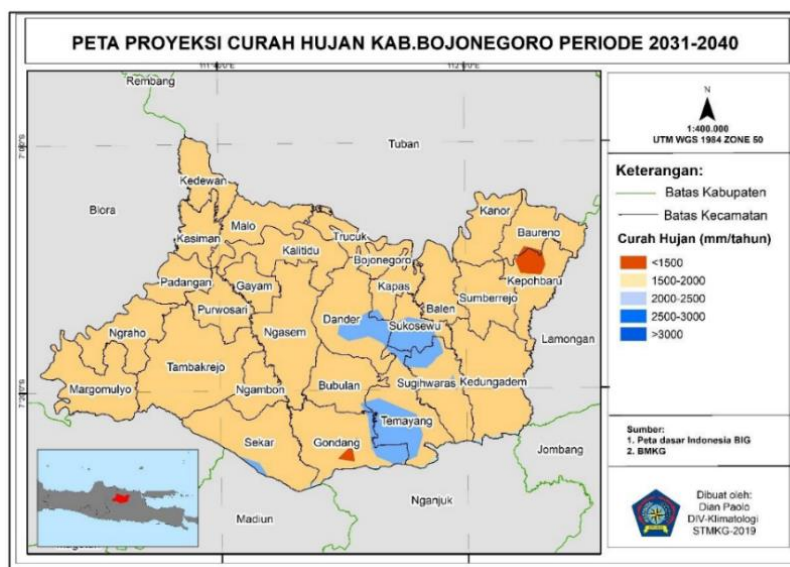 PETA PROYEKSI CURAH HUJAN KAB.BOJONEGORO PERIODE 2031-2040
Rembang
7°0'0"S
Tuban
Kedewan
Blora
Malo
Kanor
Baureno
Kasiman
Trucuk
Kalitidu
Bojonegoro
Padangan
Gayam
Kapas
Kepohbaru
Purwosari
Balen
Sumberrejo
Dander
Sukosewu
Ngraho
Ngasem
Lamongan
Tambakrejo
Margomulyo
Ngambon
Bubulan
Sugihwaras
Kedungadem
Temayang
Sekar
Gondang
Jombang
Nganjuk
Madiun
N
1:400.000
UTM WGS 1984 ZONE 50
Keterangan:
Batas Kabupaten
Batas Kecamatan
Curah Hujan (mm/tahun)
<1500
1500-2000
2000-2500
2500-3000
>3000
Sumber:
1. Peta dasar Indonesia BIG
2. BMKG
Dibuat oleh:
Dian Paolo
DIV-Klimatologi
STMKG-2019